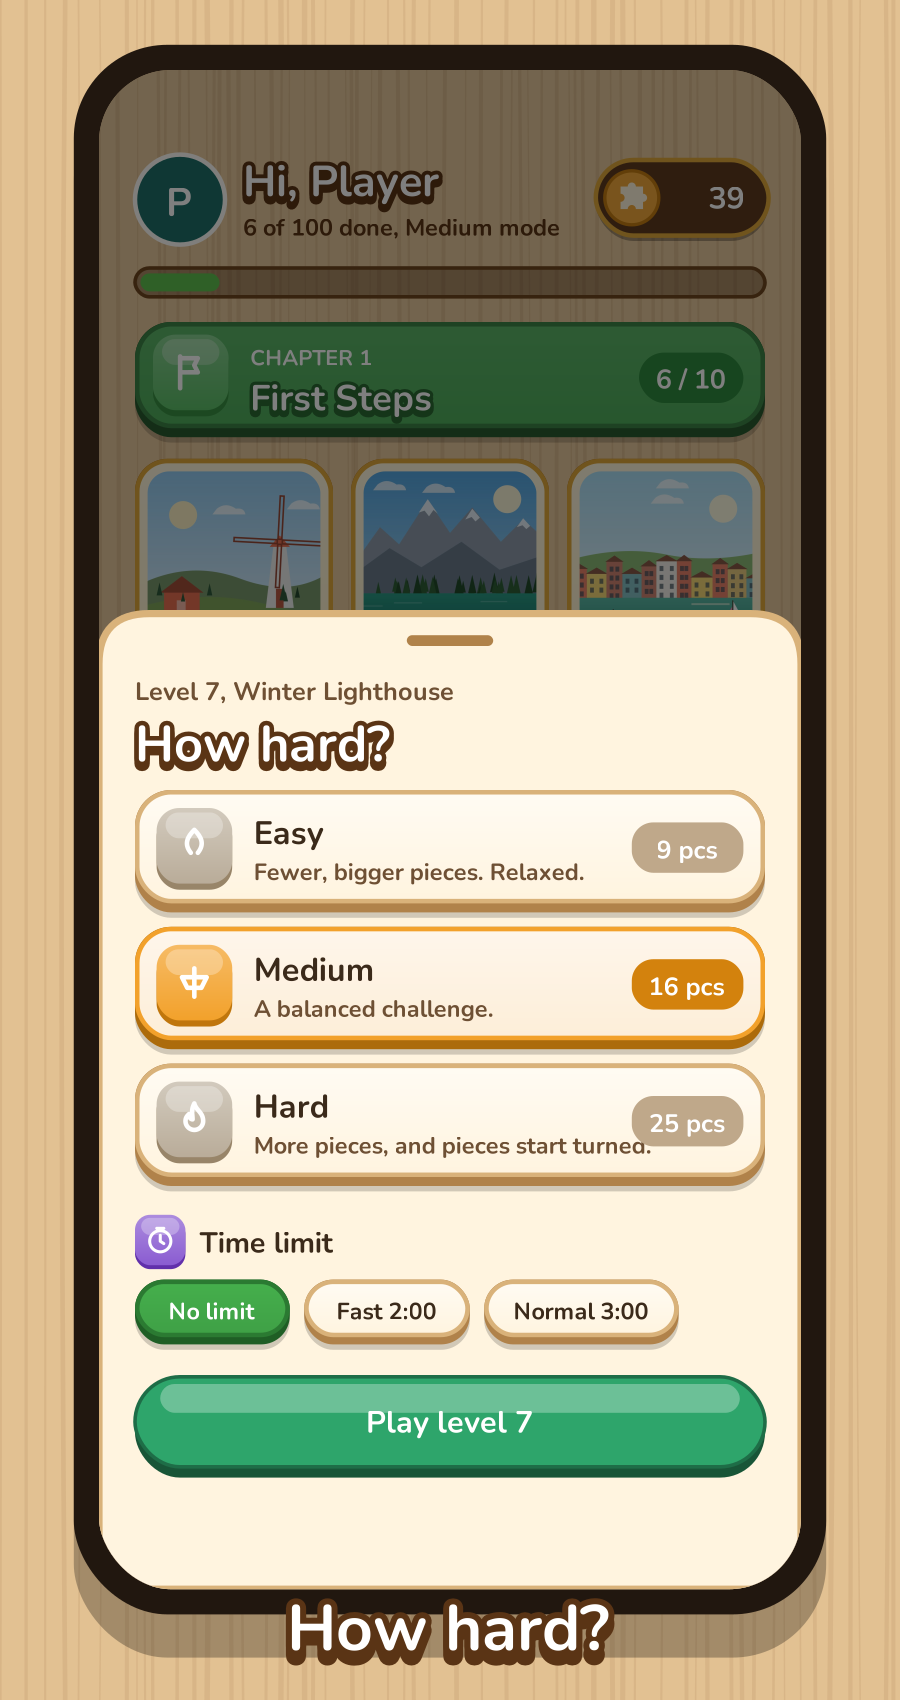 P
Hi, Player
6 of 100 done, Medium mode
39
CHAPTER 1
First Steps
6 / 10
Level 7, Winter Lighthouse
How hard?
Easy
Fewer, bigger pieces. Relaxed.
9 pcs
Medium
A balanced challenge.
16 pcs
Hard
More pieces, and pieces start turned.
25 pcs
Time limit
No limit
Fast 2:00
Normal 3:00
Play level 7
How hard?